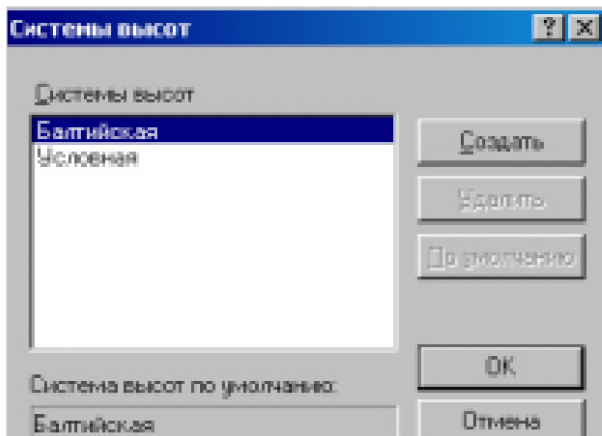 Системы высот
Системы высот
Балтийская
Условная
Создать
Удалить
По умолчанию
OK
Система высот по умолчанию:
Балтийская
Отмена